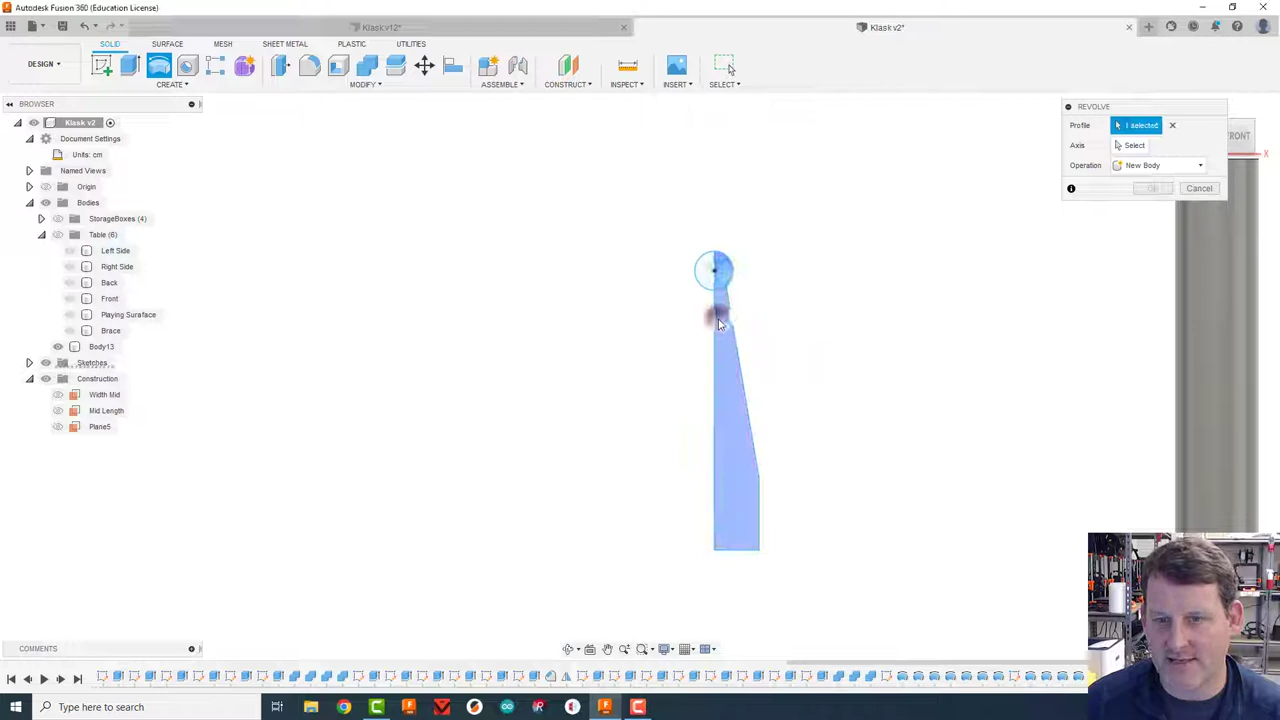 Autodesk Fusion 360 (Education License)
Klask v12*
Klask v2*
DESIGN
SOLID
SURFACE
MESH
SHEET METAL
PLASTIC
UTILITIES
CREATE
MODIFY
ASSEMBLE
CONSTRUCT
INSPECT
INSERT
SELECT
BROWSER
Klask v2
Document Settings
Units: cm
Named Views
Origin
Bodies
StorageBoxes (4)
Table (6)
Left Side
Right Side
Back
Front
Playing Suraface
Brace
Body13
Sketches
Construction
Width Mid
Mid Length
Plane5
REVOLVE
Profile
1 selected
Axis
Select
Operation
New Body
Cancel
X
COMMENTS
Type here to search